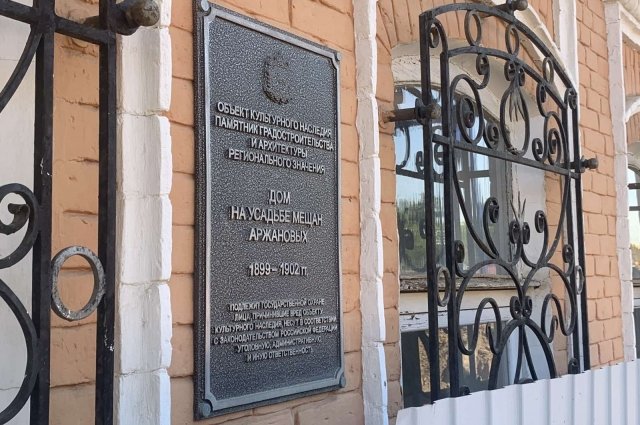 ОБЪЕКТ КУЛЬТУРНОГО НАСЛЕДИЯ
ПАМЯТНИК ГРАДОСТРОИТЕЛЬСТВА
И АРХИТЕКТУРЫ
РЕГИОНАЛЬНОГО ЗНАЧЕНИЯ
ДОМ
НА УСАДЬБЕ МЕЩАН
АРЖАНОВЫХ
1899 – 1902 гг.
ПОДЛЕЖИТ ГОСУДАРСТВЕННОЙ ОХРАНЕ
ЛИЦА, ПРИЧИНИВШИЕ ВРЕД ОБЪЕКТУ
КУЛЬТУРНОГО НАСЛЕДИЯ, НЕСУТ В СООТВЕТСТВИИ
С ЗАКОНОДАТЕЛЬСТВОМ РОССИЙСКОЙ ФЕДЕРАЦИИ
УГОЛОВНУЮ, АДМИНИСТРАТИВНУЮ
И ИНУЮ ОТВЕТСТВЕННОСТЬ